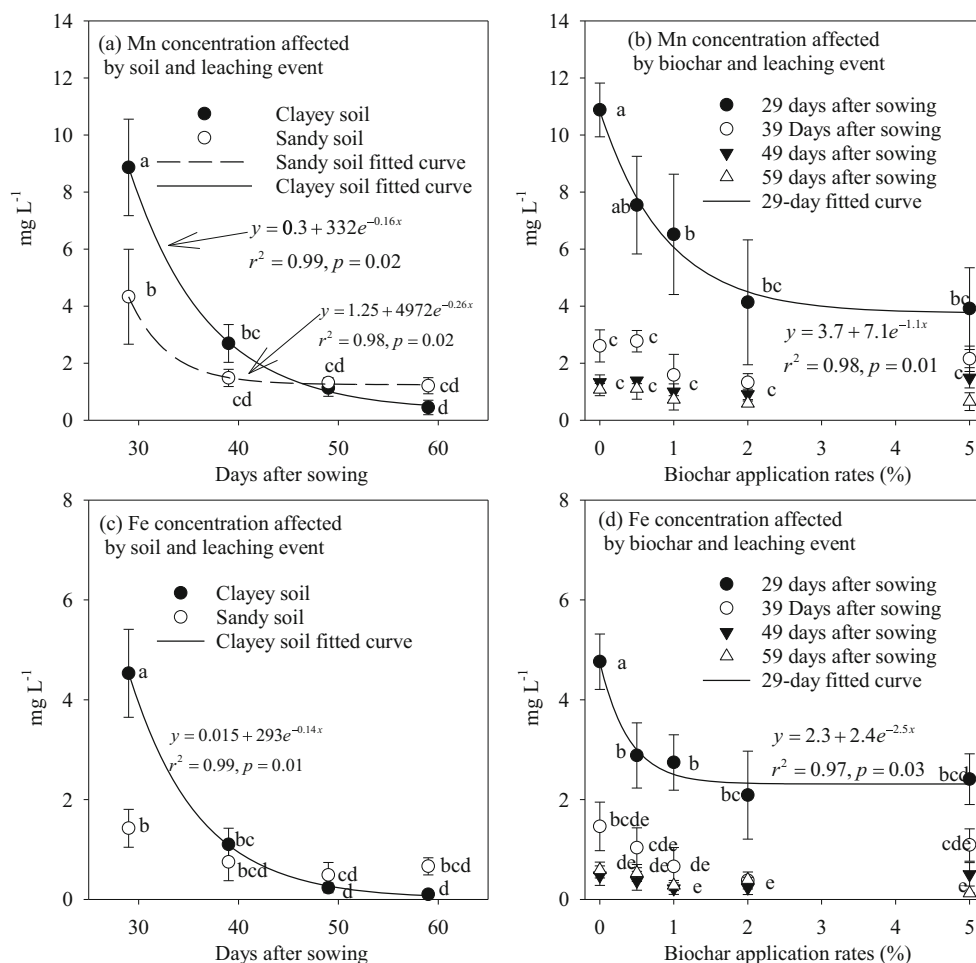 (a) Mn concentration affected
by soil and leaching event
Clayey soil
Sandy soil
Sandy soil fitted curve
Clayey soil fitted curve
y = 0.3 + 332e^{-0.16x}
r² = 0.99, p = 0.02
y = 1.25 + 4972e^{-0.26x}
r² = 0.98, p = 0.02
a
b
bc
cd
cd
cd
d
mg L⁻¹
14
12
10
8
6
4
2
0
30 40 50 60
Days after sowing
(b) Mn concentration affected
by biochar and leaching event
29 days after sowing
39 Days after sowing
49 days after sowing
59 days after sowing
29-day fitted curve
y = 3.7 + 7.1e^{-1.1x}
r² = 0.98, p = 0.01
a
ab
b
bc
bc
c
c
c
c
c
c
c
mg L⁻¹
14
12
10
8
6
4
2
0
0 1 2 3 4 5
Biochar application rates (%)
(c) Fe concentration affected
by soil and leaching event
Clayey soil
Sandy soil
Clayey soil fitted curve
y = 0.015 + 293e^{-0.14x}
r² = 0.99, p = 0.01
a
b
bc
bcd
cd
d
bcd
d
mg L⁻¹
8
6
4
2
0
30 40 50 60
Days after sowing
(d) Fe concentration affected
by biochar and leaching event
29 days after sowing
39 Days after sowing
49 days after sowing
59 days after sowing
29-day fitted curve
y = 2.3 + 2.4e^{-2.5x}
r² = 0.97, p = 0.03
a
b
b
bc
bcd
bcde
cde
de
cde
de
de
e
e
e
mg L⁻¹
8
6
4
2
0
0 1 2 3 4 5
Biochar application rates (%)